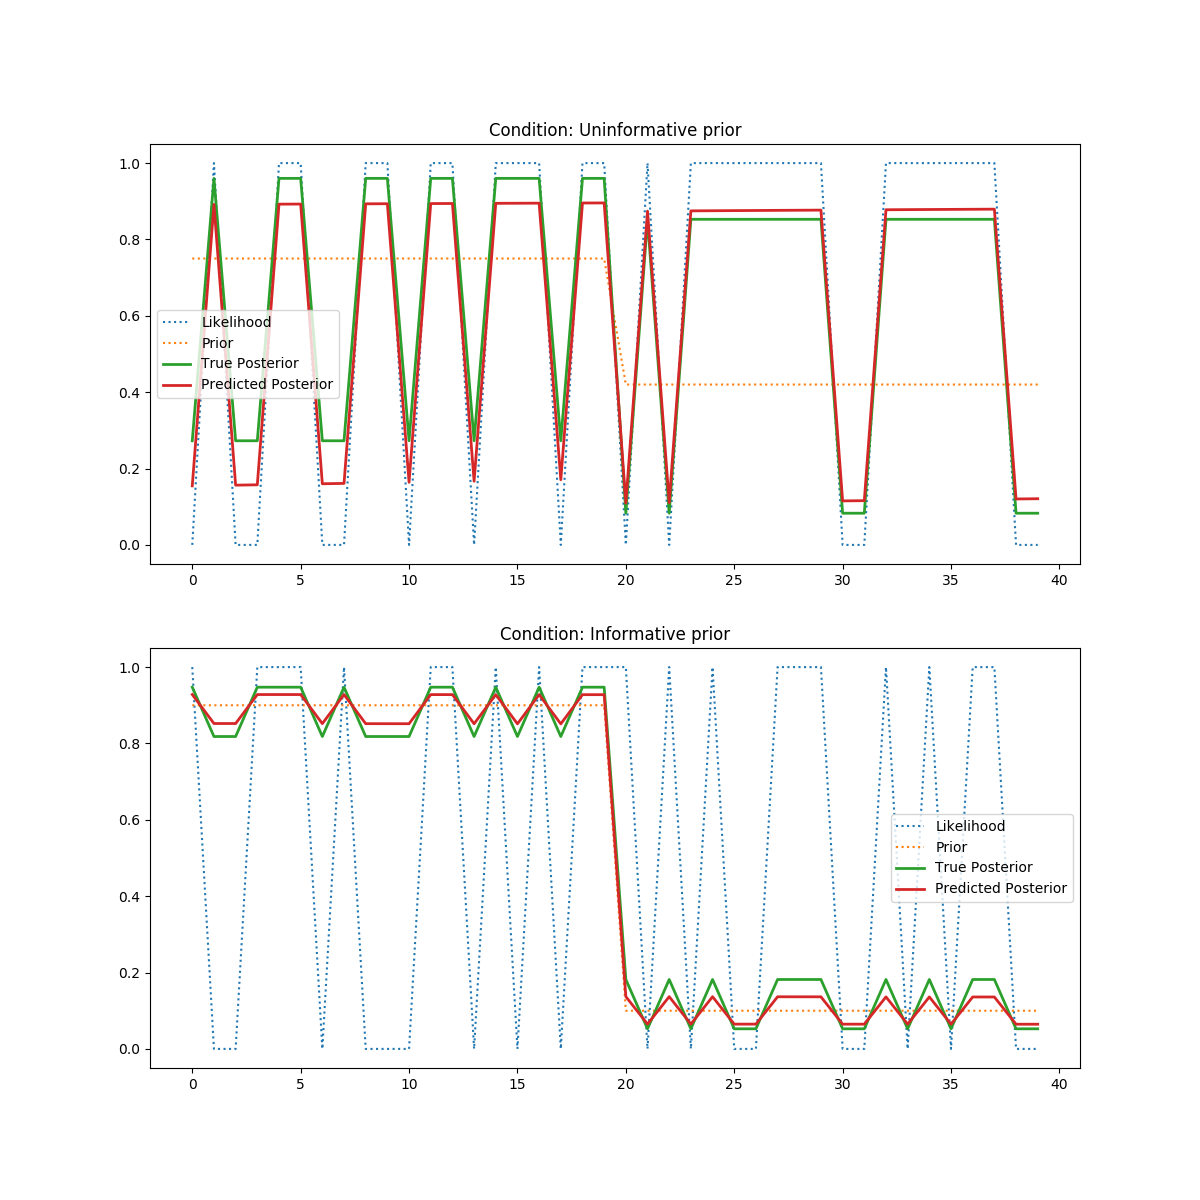 Condition: Uninformative prior
1.0
0.8
0.6
0.4
0.2
0.0
Likelihood
Prior
True Posterior
Predicted Posterior
0 5 10 15 20 25 30 35 40
Condition: Informative prior
1.0
0.8
0.6
0.4
0.2
0.0
Likelihood
Prior
True Posterior
Predicted Posterior
0 5 10 15 20 25 30 35 40